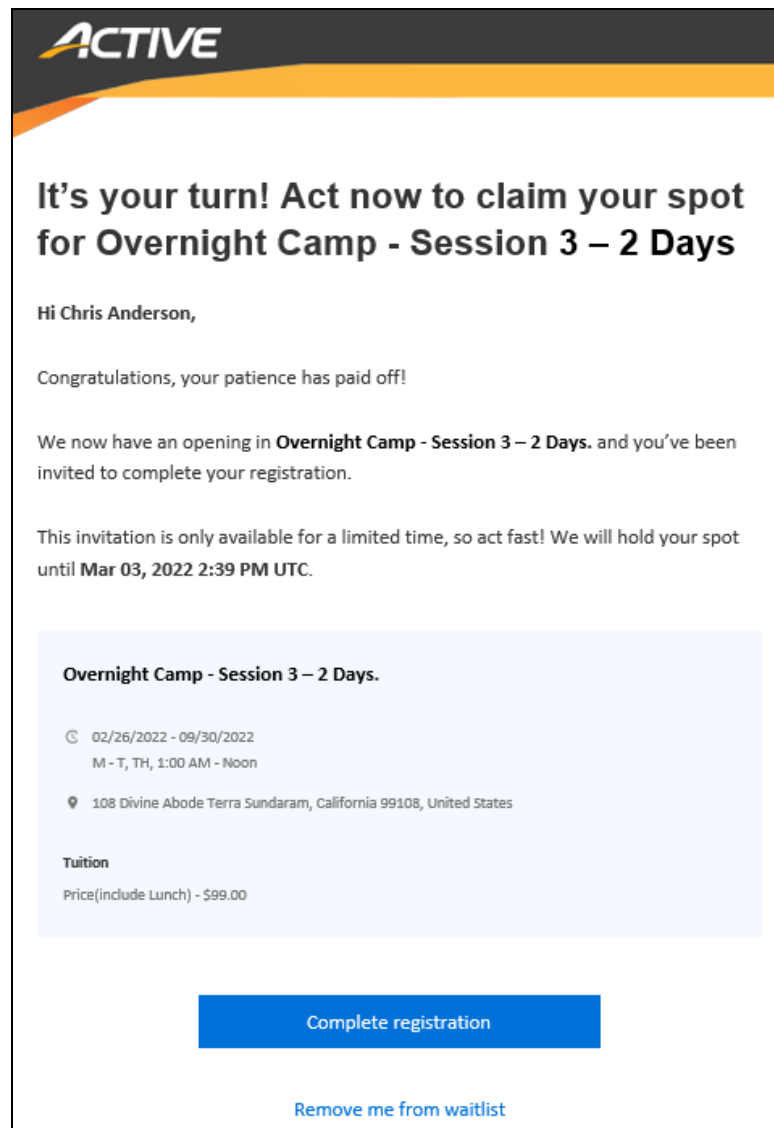 ACTIVE
It's your turn! Act now to claim your spot
for Overnight Camp - Session 3 – 2 Days
Hi Chris Anderson,
Congratulations, your patience has paid off!
We now have an opening in Overnight Camp - Session 3 – 2 Days. and you've been
invited to complete your registration.
This invitation is only available for a limited time, so act fast! We will hold your spot
until Mar 03, 2022 2:39 PM UTC.
Overnight Camp - Session 3 – 2 Days.
02/26/2022 - 09/30/2022
M - T, TH, 1:00 AM - Noon
108 Divine Abode Terra Sundaram, California 99108, United States
Tuition
Price(include Lunch) - $99.00
Complete registration
Remove me from waitlist